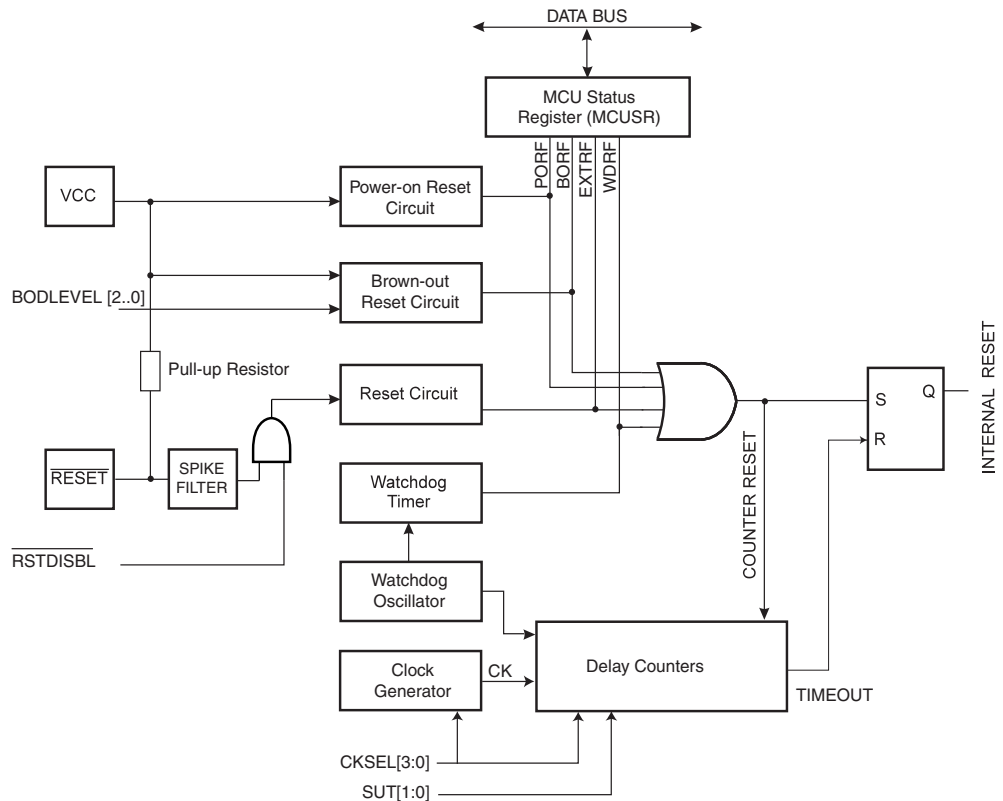 DATA BUS
MCU Status
Register (MCUSR)
PORF
BORF
EXTRF
WDRF
VCC
Power-on Reset
Circuit
Brown-out
Reset Circuit
BODLEVEL [2..0]
Pull-up Resistor
Reset Circuit
S
Q
R
INTERNAL RESET
RESET
SPIKE
FILTER
Watchdog
Timer
COUNTER RESET
RSTDISBL
Watchdog
Oscillator
Clock
Generator
CK
Delay Counters
TIMEOUT
CKSEL[3:0]
SUT[1:0]